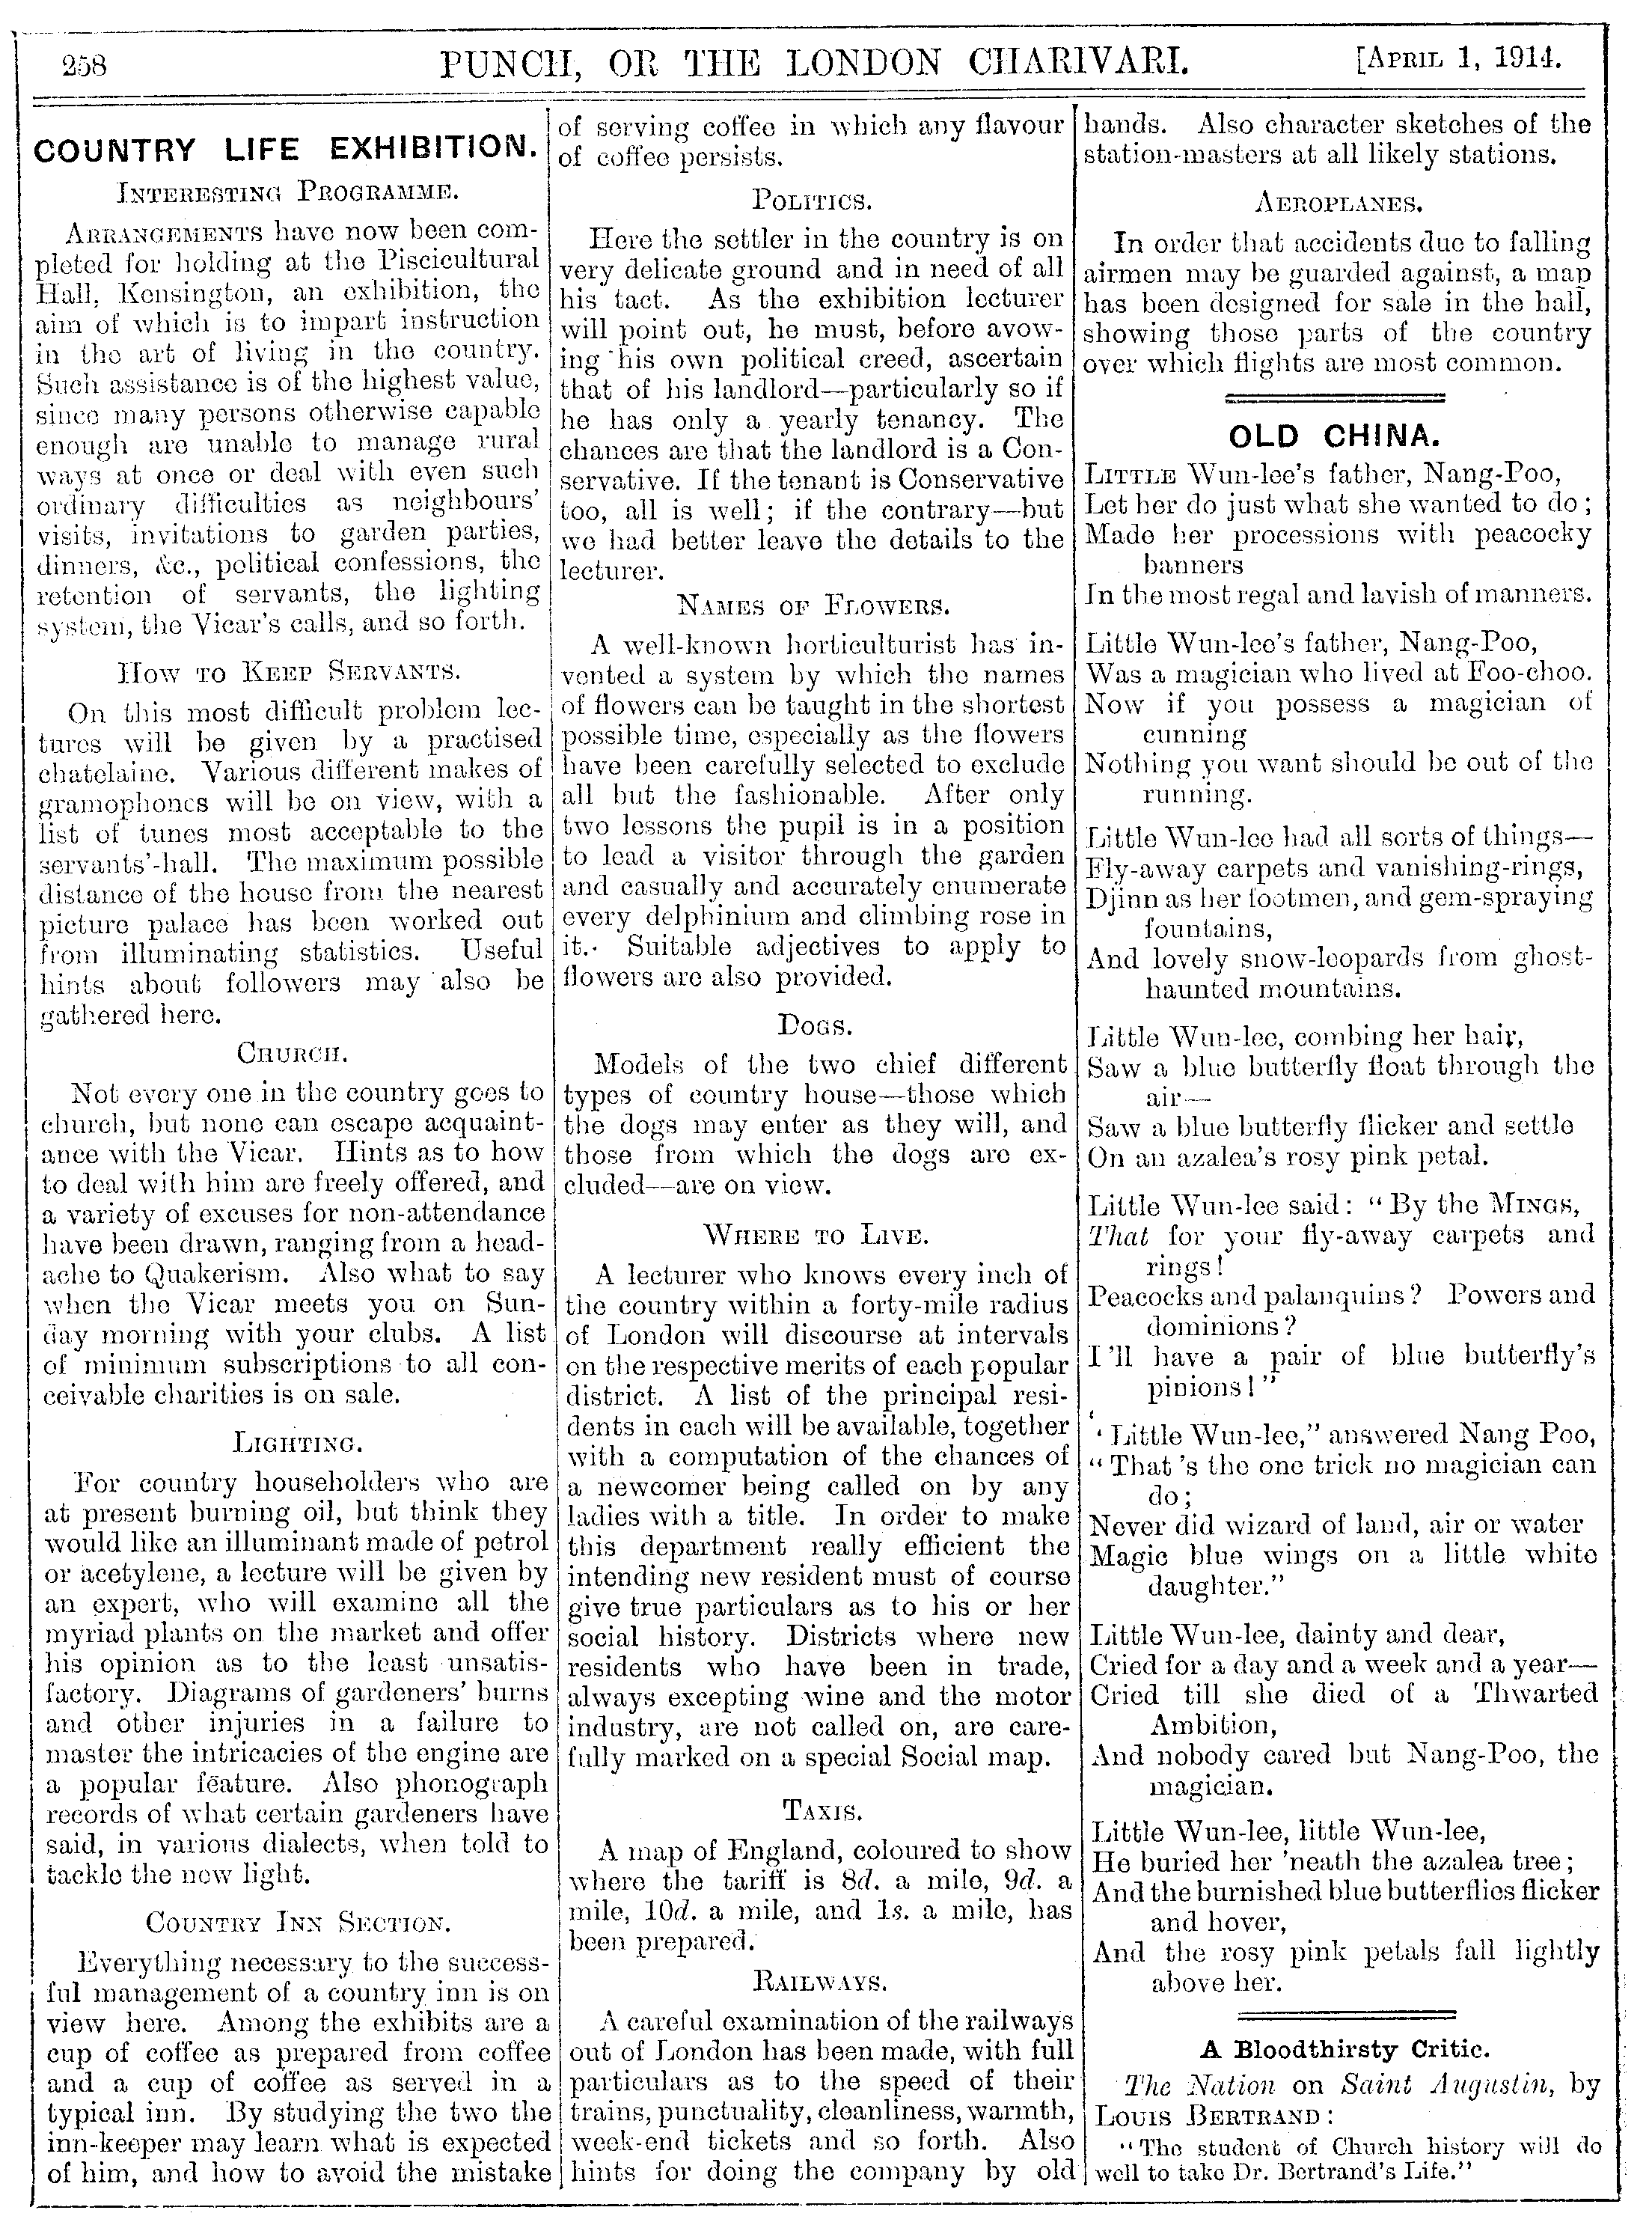 258
PUNCH, OR THE LONDON CHARIVARI.
[APRIL 1, 1914.
COUNTRY LIFE EXHIBITION.
INTERESTING PROGRAMME.
ARRANGEMENTS have now been com-
pleted for holding at the Piscicultural
Hall, Kensington, an exhibition, the
aim of which is to impart instruction
in the art of living in the country.
Such assistance is of the highest value,
since many persons otherwise capable
enough are unable to manage rural
ways at once or deal with even such
ordinary difficulties as neighbours'
visits, invitations to garden parties,
dinners, &c., political confessions, the
retention of servants, the lighting
system, the Vicar's calls, and so forth.
HOW TO KEEP SERVANTS.
On this most difficult problem lec-
tures will be given by a practised
chatelaine. Various different makes of
gramophones will be on view, with a
list of tunes most acceptable to the
servants'-hall. The maximum possible
distance of the house from the nearest
picture palace has been worked out
from illuminating statistics. Useful
hints about followers may also be
gathered here.
CHURCH.
Not every one in the country goes to
church, but none can escape acquaint-
ance with the Vicar. Hints as to how
to deal with him are freely offered, and
a variety of excuses for non-attendance
have been drawn, ranging from a head-
ache to Quakerism. Also what to say
when the Vicar meets you on Sun-
day morning with your clubs. A list
of minimum subscriptions to all con-
ceivable charities is on sale.
LIGHTING.
For country householders who are
at present burning oil, but think they
would like an illuminant made of petrol
or acetylene, a lecture will be given by
an expert, who will examine all the
myriad plants on the market and offer
his opinion as to the least unsatis-
factory. Diagrams of gardeners' burns
and other injuries in a failure to
master the intricacies of the engine are
a popular feature. Also phonograph
records of what certain gardeners have
said, in various dialects, when told to
tackle the new light.
COUNTRY INN SECTION.
Everything necessary to the success-
ful management of a country inn is on
view here. Among the exhibits are a
cup of coffee as prepared from coffee
and a cup of coffee as served in a
typical inn. By studying the two the
inn-keeper may learn what is expected
of him, and how to avoid the mistake
of serving coffee in which any flavour
of coffee persists.
POLITICS.
Here the settler in the country is on
very delicate ground and in need of all
his tact. As the exhibition lecturer
will point out, he must, before avow-
ing his own political creed, ascertain
that of his landlord—particularly so if
he has only a yearly tenancy. The
chances are that the landlord is a Con-
servative. If the tenant is Conservative
too, all is well; if the contrary—but
we had better leave the details to the
lecturer.
NAMES OF FLOWERS.
A well-known horticulturist has in-
vented a system by which the names
of flowers can be taught in the shortest
possible time, especially as the flowers
have been carefully selected to exclude
all but the fashionable. After only
two lessons the pupil is in a position
to lead a visitor through the garden
and casually and accurately enumerate
every delphinium and climbing rose in
it. Suitable adjectives to apply to
flowers are also provided.
DOGS.
Models of the two chief different
types of country house—those which
the dogs may enter as they will, and
those from which the dogs are ex-
cluded—are on view.
WHERE TO LIVE.
A lecturer who knows every inch of
the country within a forty-mile radius
of London will discourse at intervals
on the respective merits of each popular
district. A list of the principal resi-
dents in each will be available, together
with a computation of the chances of
a newcomer being called on by any
ladies with a title. In order to make
this department really efficient the
intending new resident must of course
give true particulars as to his or her
social history. Districts where new
residents who have been in trade,
always excepting wine and the motor
industry, are not called on, are care-
fully marked on a special Social map.
TAXIS.
A map of England, coloured to show
where the tariff is 8d. a mile, 9d. a
mile, 10d. a mile, and 1s. a mile, has
been prepared.
RAILWAYS.
A careful examination of the railways
out of London has been made, with full
particulars as to the speed of their
trains, punctuality, cleanliness, warmth,
week-end tickets and so forth. Also
hints for doing the company by old
hands. Also character sketches of the
station-masters at all likely stations.
AEROPLANES.
In order that accidents due to falling
airmen may be guarded against, a map
has been designed for sale in the hall,
showing those parts of the country
over which flights are most common.
OLD CHINA.
LITTLE Wun-lee's father, Nang-Poo,
Let her do just what she wanted to do;
Made her processions with peacocky
banners
In the most regal and lavish of manners.
Little Wun-lee's father, Nang-Poo,
Was a magician who lived at Foo-choo.
Now if you possess a magician of
cunning
Nothing you want should be out of the
running.
Little Wun-lee had all sorts of things—
Fly-away carpets and vanishing-rings,
Djinn as her footmen, and gem-spraying
fountains,
And lovely snow-leopards from ghost-
haunted mountains.
Little Wun-lee, combing her hair,
Saw a blue butterfly float through the
air—
Saw a blue butterfly flicker and settle
On an azalea's rosy pink petal.
Little Wun-lee said: "By the MINGS,
That for your fly-away carpets and
rings!
Peacocks and palanquins? Powers and
dominions?
I'll have a pair of blue butterfly's
pinions!"
'Little Wun-lee," answered Nang Poo,
"That's the one trick no magician can
do;
Never did wizard of land, air or water
Magic blue wings on a little white
daughter."
Little Wun-lee, dainty and dear,
Cried for a day and a week and a year—
Cried till she died of a Thwarted
Ambition,
And nobody cared but Nang-Poo, the
magician.
Little Wun-lee, little Wun-lee,
He buried her 'neath the azalea tree;
And the burnished blue butterflies flicker
and hover,
And the rosy pink petals fall lightly
above her.
A Bloodthirsty Critic.
The Nation on Saint Augustin, by
LOUIS BERTRAND:
"The student of Church history will do
well to take Dr. Bertrand's Life."